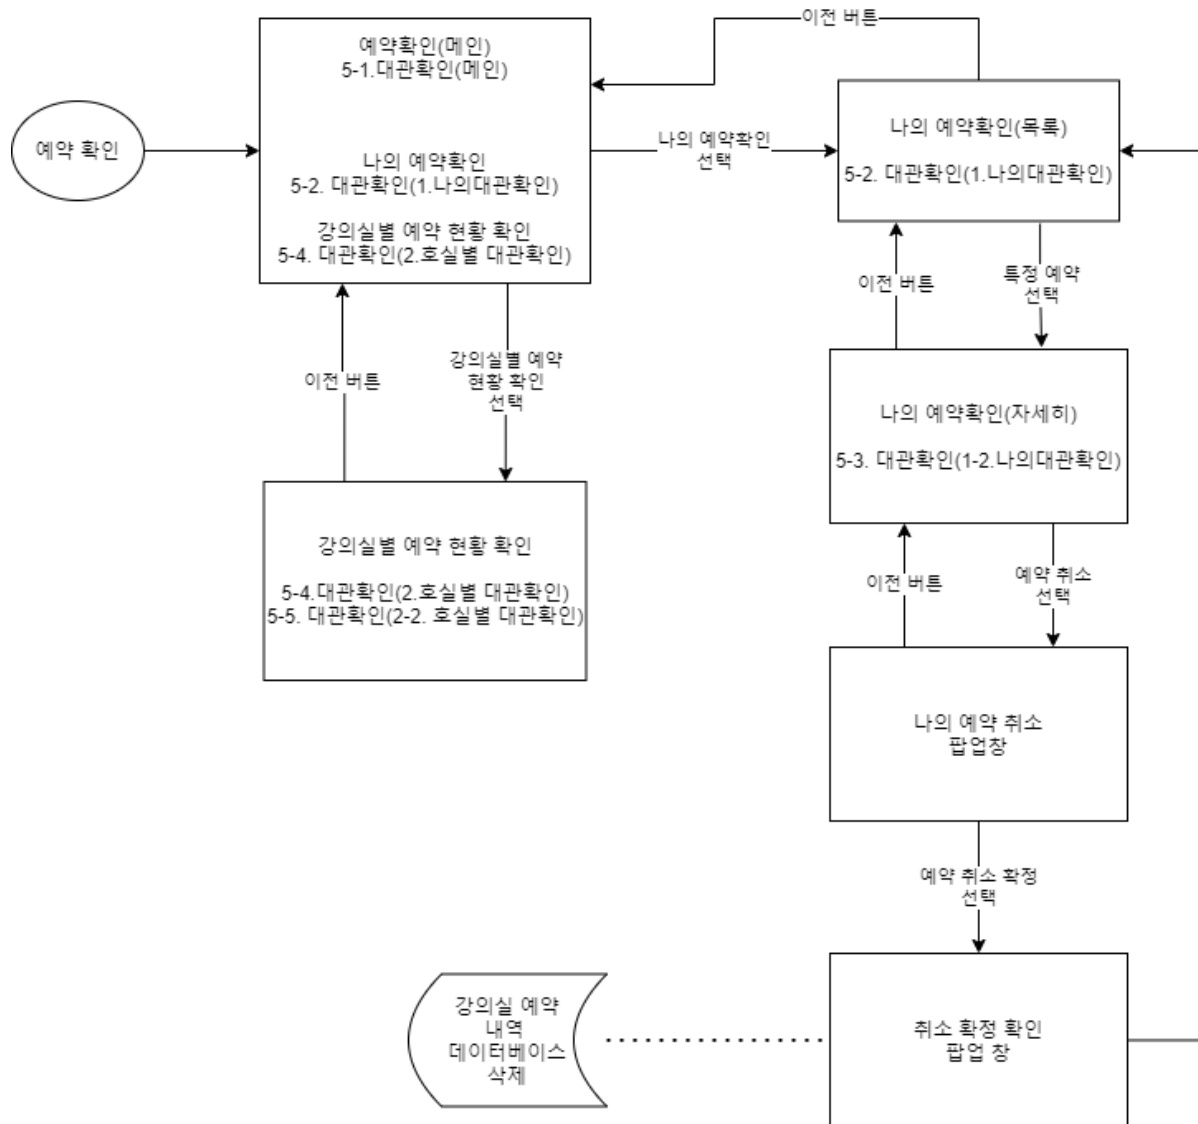 이전 버튼
예약확인(메인)
5-1.대관확인(메인)
나의 예약확인
5-2. 대관확인(1.나의대관확인)
강의실별 예약 현황 확인
5-4. 대관확인(2.호실별 대관확인)
예약 확인
나의 예약확인
선택
나의 예약확인(목록)
5-2. 대관확인(1.나의대관확인)
이전 버튼
특정 예약
선택
이전 버튼
강의실별 예약
현황 확인
선택
나의 예약확인(자세히)
5-3. 대관확인(1-2.나의대관확인)
강의실별 예약 현황 확인
5-4.대관확인(2.호실별 대관확인)
5-5. 대관확인(2-2. 호실별 대관확인)
이전 버튼
예약 취소
선택
나의 예약 취소
팝업창
예약 취소 확정
선택
강의실 예약
내역
데이터베이스
삭제
취소 확정 확인
팝업 창